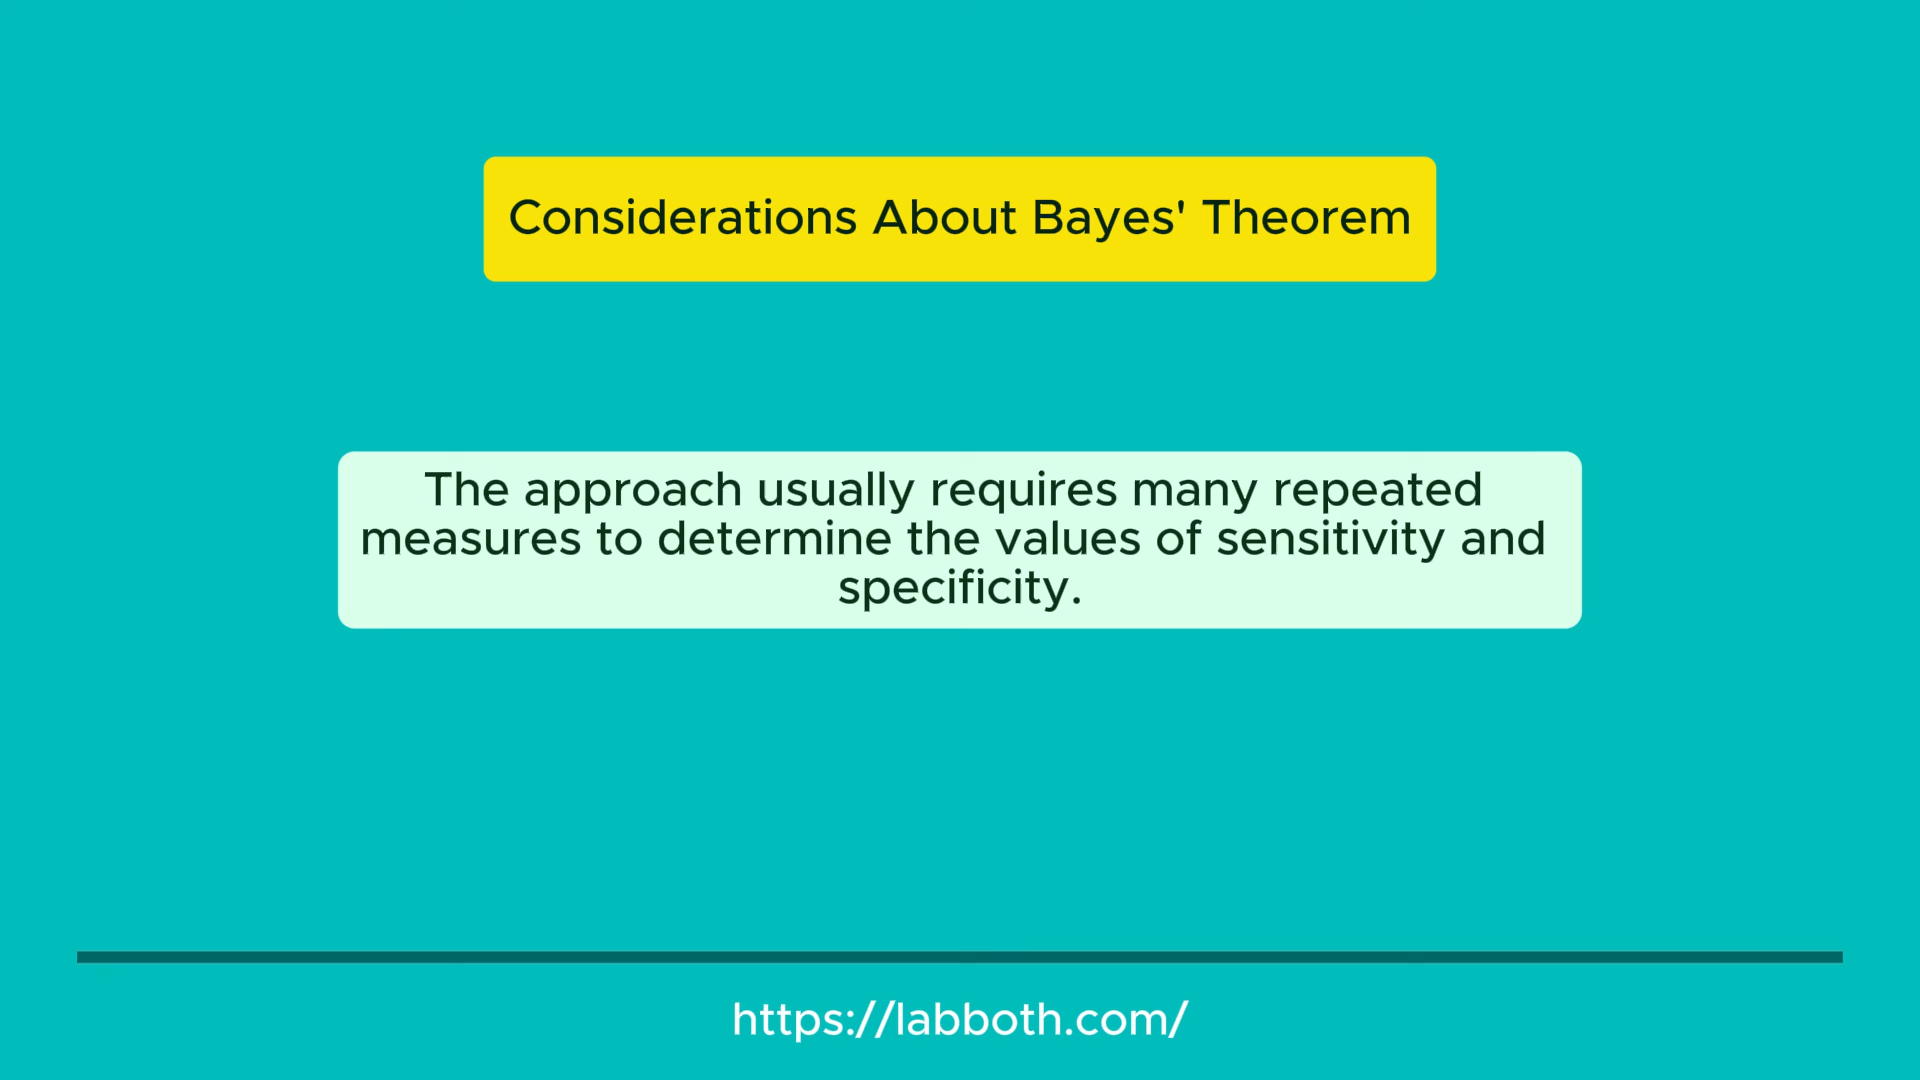 Considerations About Bayes' Theorem
The approach usually requires many repeated
measures to determine the values of sensitivity and
specificity.
https://labboth.com/